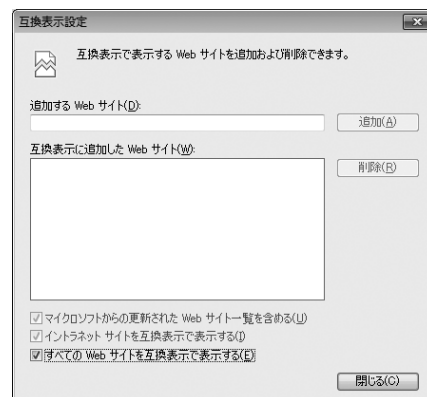 互換表示設定
互換表示で表示する Web サイトを追加および削除できます。
追加する Web サイト(D):
追加(A)
互換表示に追加した Web サイト(W):
削除(R)
マイクロソフトからの更新された Web サイト一覧を含める(U)
イントラネット サイトを互換表示で表示する(I)
すべての Web サイトを互換表示で表示する(E)
閉じる(C)